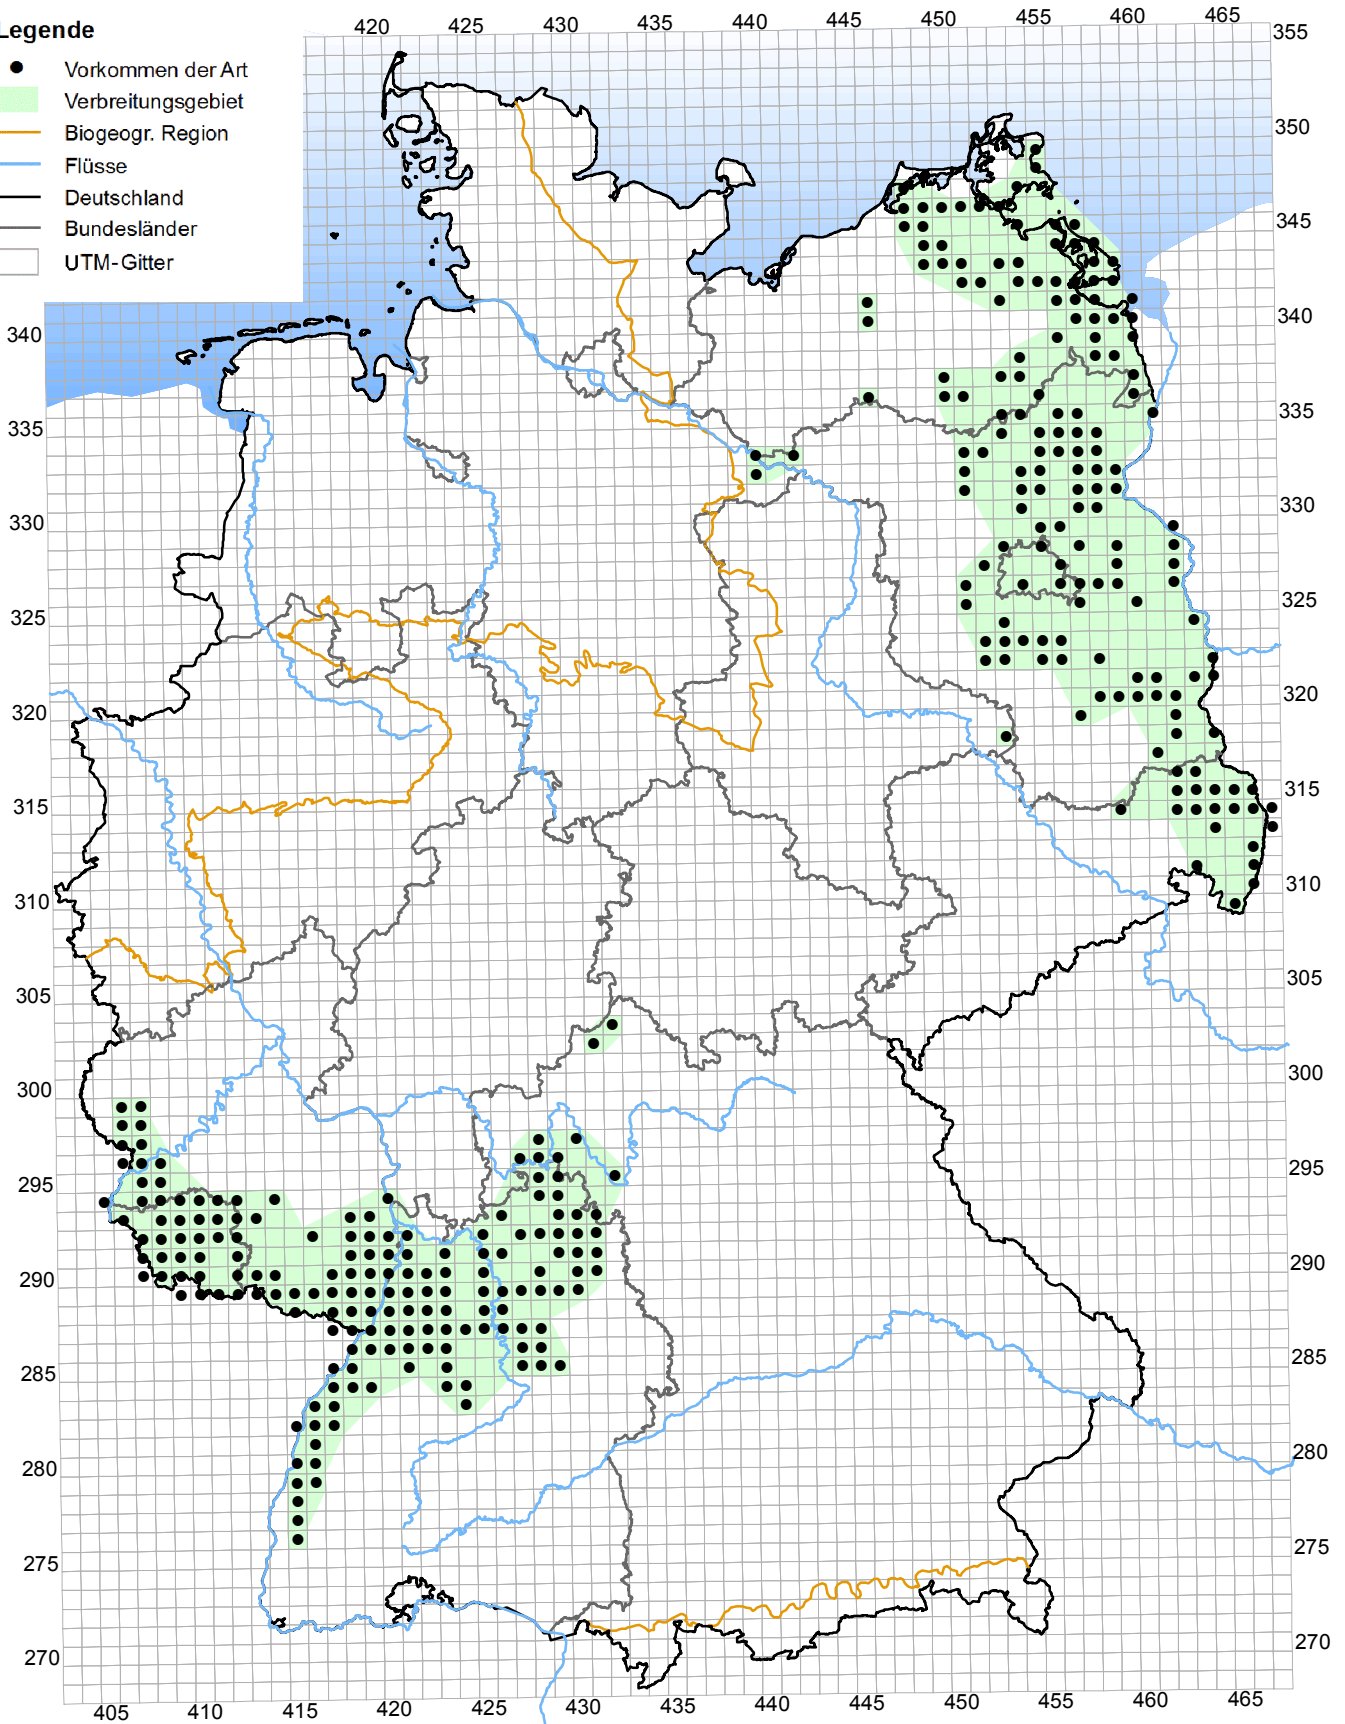 Legende
Vorkommen der Art
Verbreitungsgebiet
Biogeogr. Region
Flüsse
Deutschland
Bundesländer
UTM-Gitter
420 425 430 435 440 445 450 455 460 465
355
350
345
340 340
335 335
330 330
325 325
320 320
315 315
310 310
305 305
300 300
295 295
290 290
285 285
280 280
275 275
270 270
405 410 415 420 425 430 435 440 445 450 455 460 465